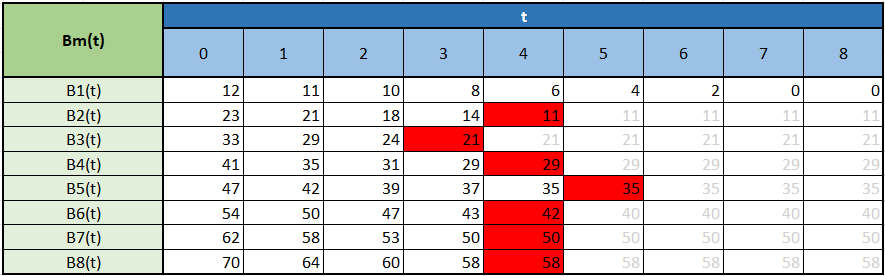 Bm(t) t
0 1 2 3 4 5 6 7 8
B1(t) 12 11 10 8 6 4 2 0 0
B2(t) 23 21 18 14 11 11 11 11 11
B3(t) 33 29 24 21 21 21 21 21 21
B4(t) 41 35 31 29 29 29 29 29 29
B5(t) 47 42 39 37 35 35 35 35 35
B6(t) 54 50 47 43 42 40 40 40 40
B7(t) 62 58 53 50 50 50 50 50 50
B8(t) 70 64 60 58 58 58 58 58 58